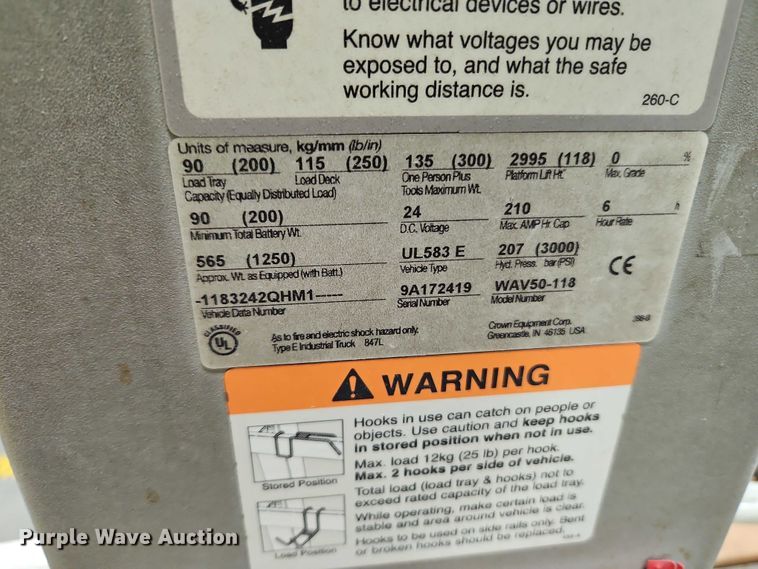 to electrical devices or wires.
Know what voltages you may be
exposed to, and what the safe
working distance is.
260-C
Units of measure, kg/mm (lb/in)
90 (200) 115 (250) 135 (300) 2995 (118) 0 %
Load Tray Load Deck One Person Plus Platform Lift Ht. Max. Grade
Capacity (Equally Distributed Load) Tools Maximum Wt.
90 (200) 24 210 6 h
Minimum Total Battery Wt. D.C. Voltage Max. AMP Hr. Cap Hour Rate
565 (1250) UL583 E 207 (3000)
Approx. Wt. as Equipped (with Batt.) Vehicle Type Hyd. Press. bar (PSI)
CE
-1183242QHM1----- 9A172419 WAV50-118
Vehicle Data Number Serial Number Model Number
CLASSIFIED
UL
As to fire and electric shock hazard only.
Type E Industrial Truck 847L
Crown Equipment Corp.
Greencastle, IN 46135 USA
WARNING
Hooks in use can catch on people or
objects. Use caution and keep hooks
in stored position when not in use.
Max. load 12kg (25 lb) per hook.
Max. 2 hooks per side of vehicle.
Total load (load tray & hooks) not to
exceed rated capacity of the load tray.
While operating, make certain load is
stable and area around vehicle is clear.
Hooks to be used on side rails only. Bent
or broken hooks should be replaced.
Stored Position
Load Position
Purple Wave Auction